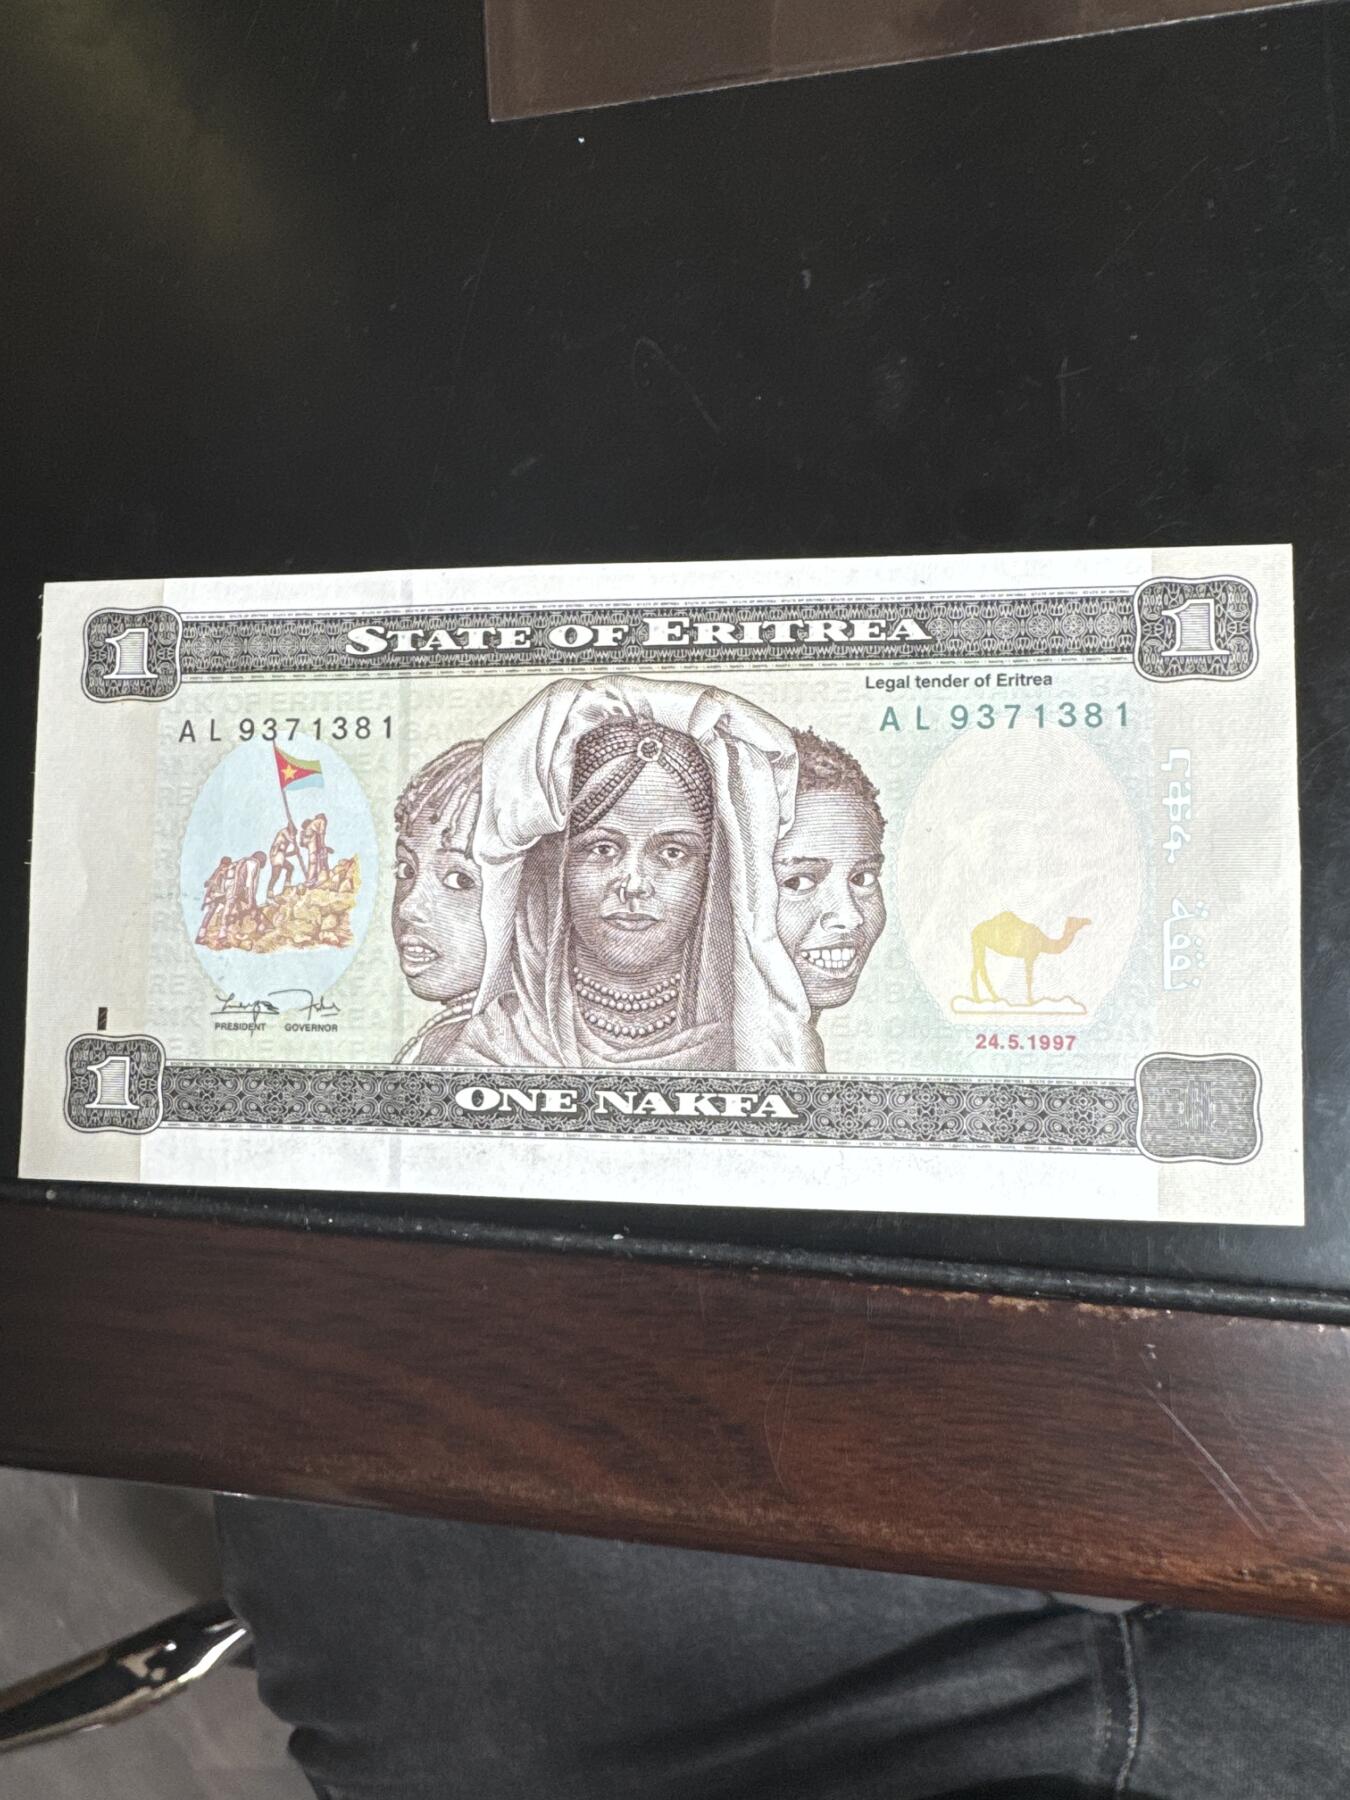 1
STATE OF ERITREA
1
Legal tender of Eritrea
AL 9371381
AL 9371381
ናቕፋ نقفة
PRESIDENT GOVERNOR
24.5.1997
1
ONE NAKFA